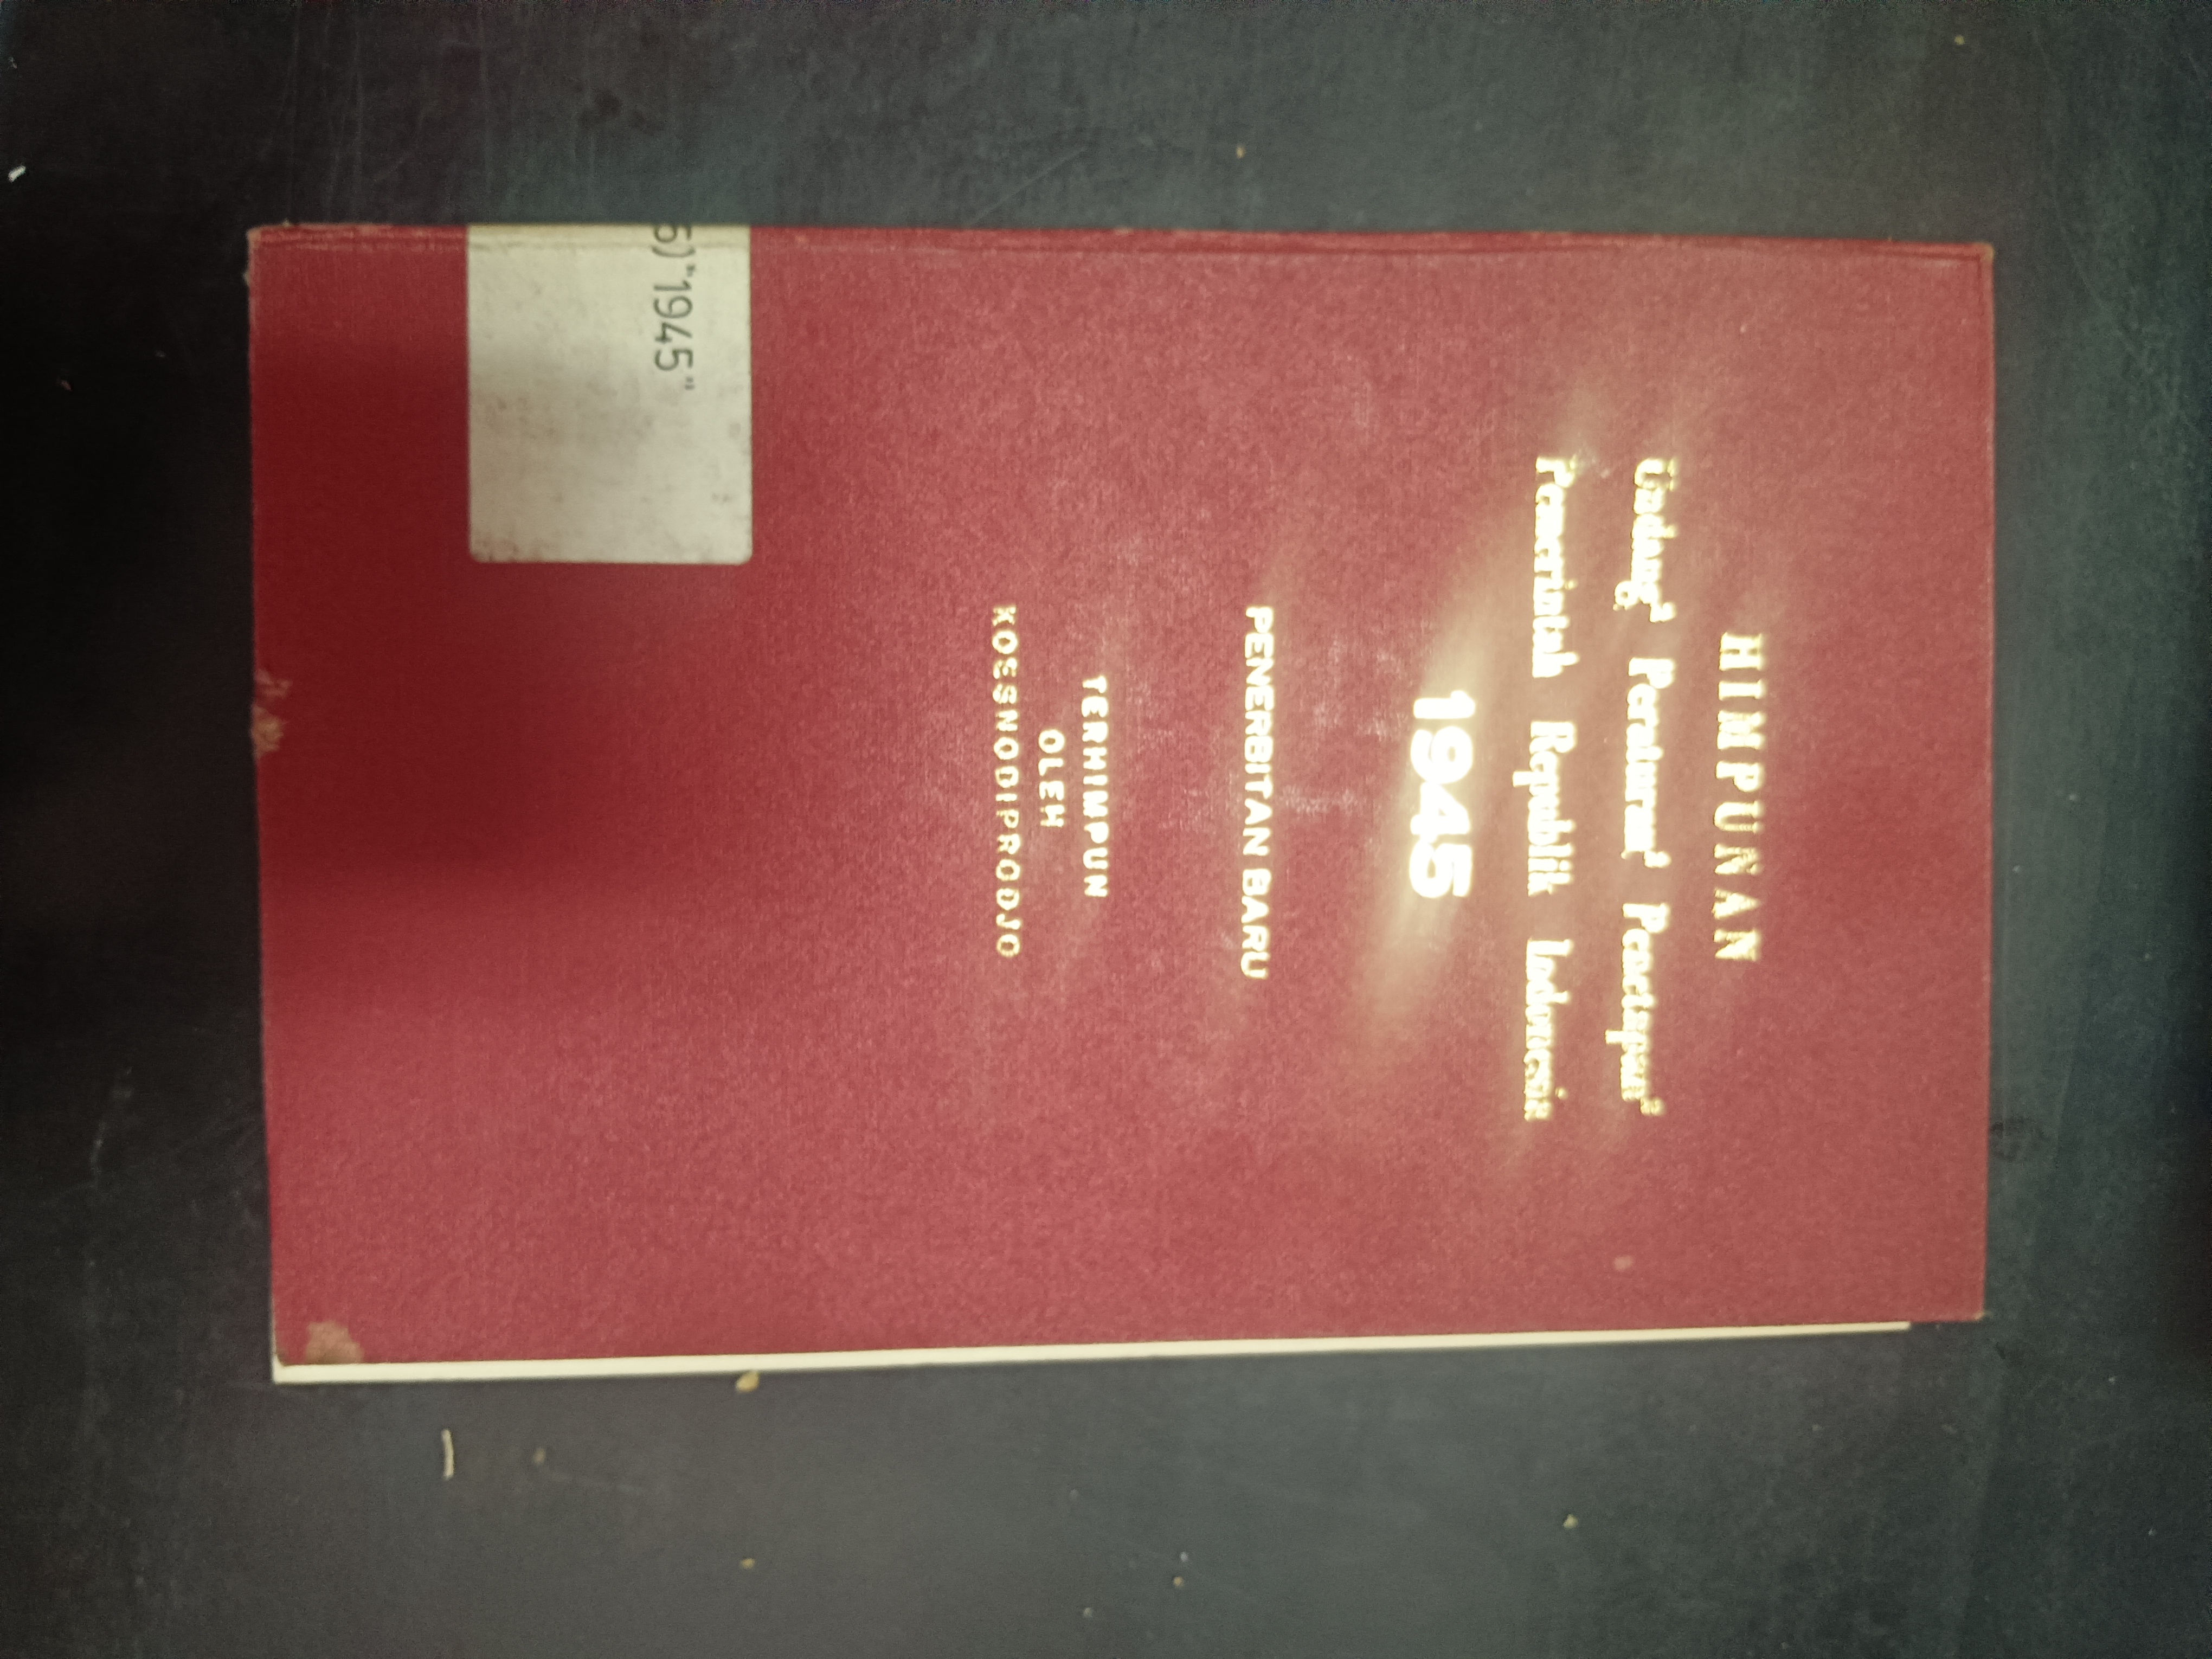 HIMPUNAN
Undang² Peraturan² Penetapan²
Pemerintah Republik Indonesia
1945
PENERBITAN BARU
TERHIMPUN
OLEH
KOESNODIPRODJO
5)"1945"